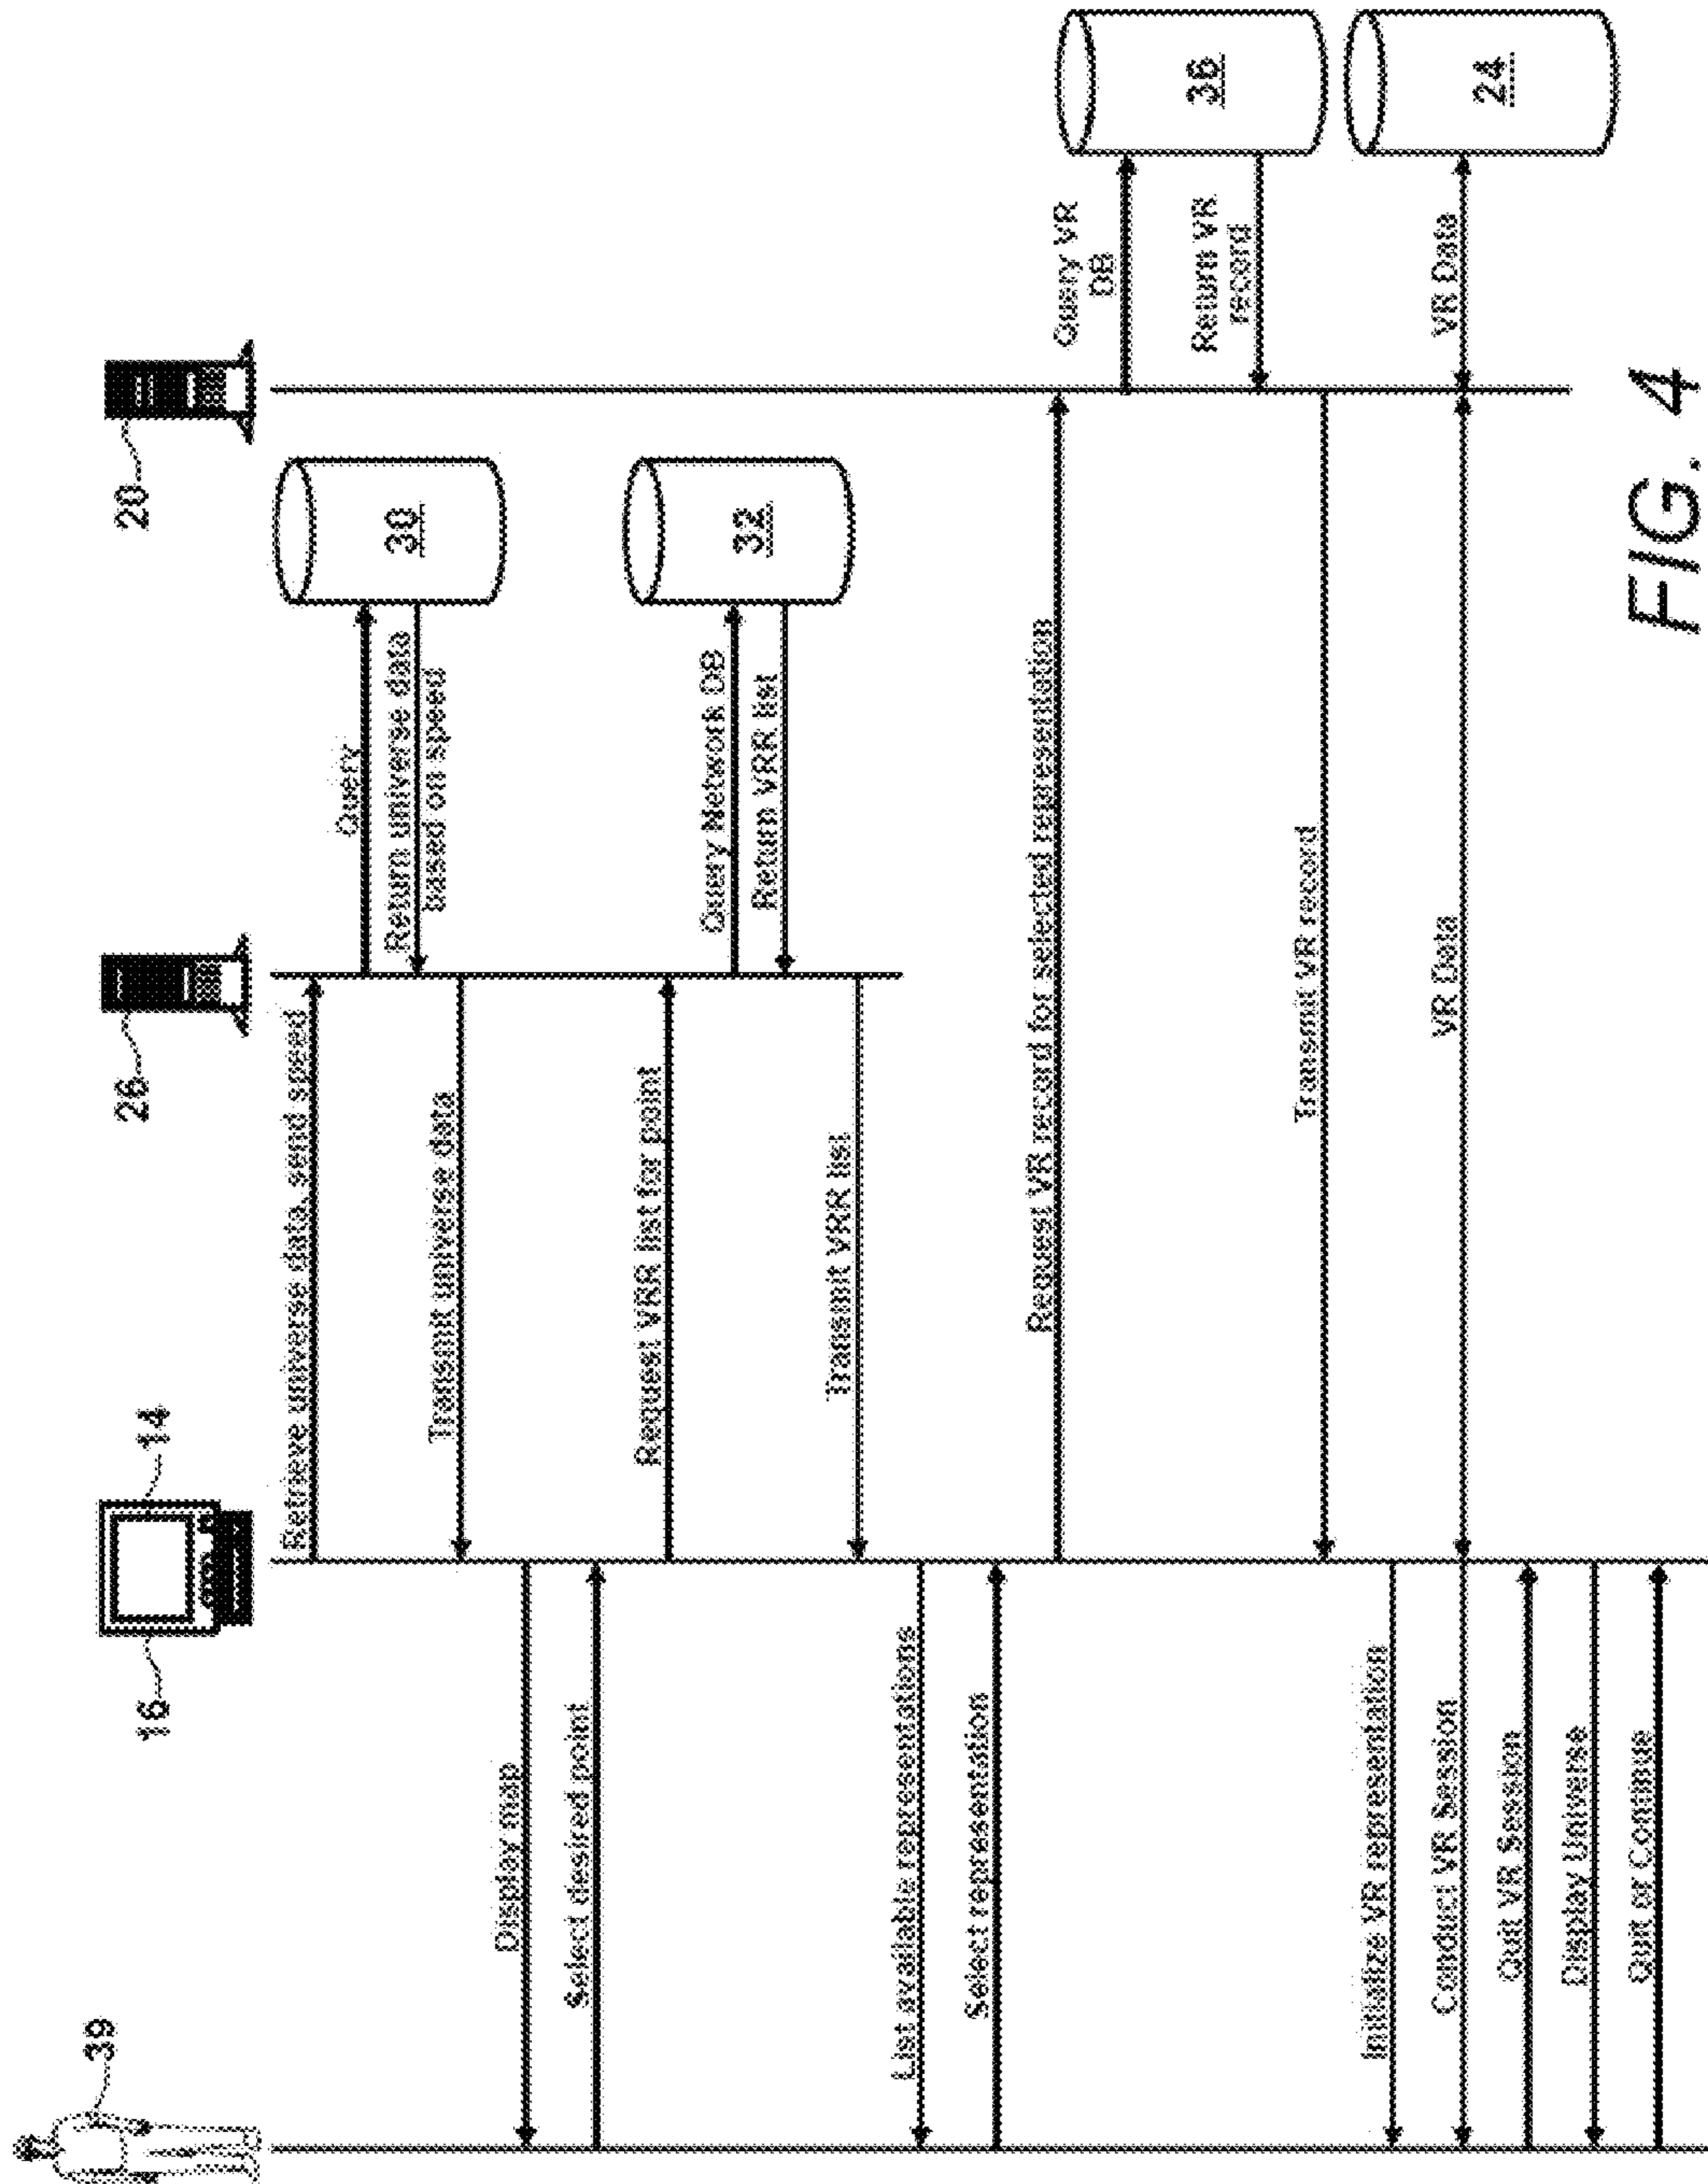 39
16
14
26
20
Retrieve universe data, send speed
Query
30
Return universe data
based on speed
Transmit universe data
Display map
Select desired point
Request VRR list for point
Query Network DB
32
Return VRR list
Transmit VRR list
List available representations
Select representation
Request VR record for selected representation
Query VR
DB
36
Return VR
record
Transmit VR record
Initialize VR representation
Conduct VR Session
VR Data
VR Data
24
Quit VR Session
Display Universe
Quit or Continue
FIG. 4